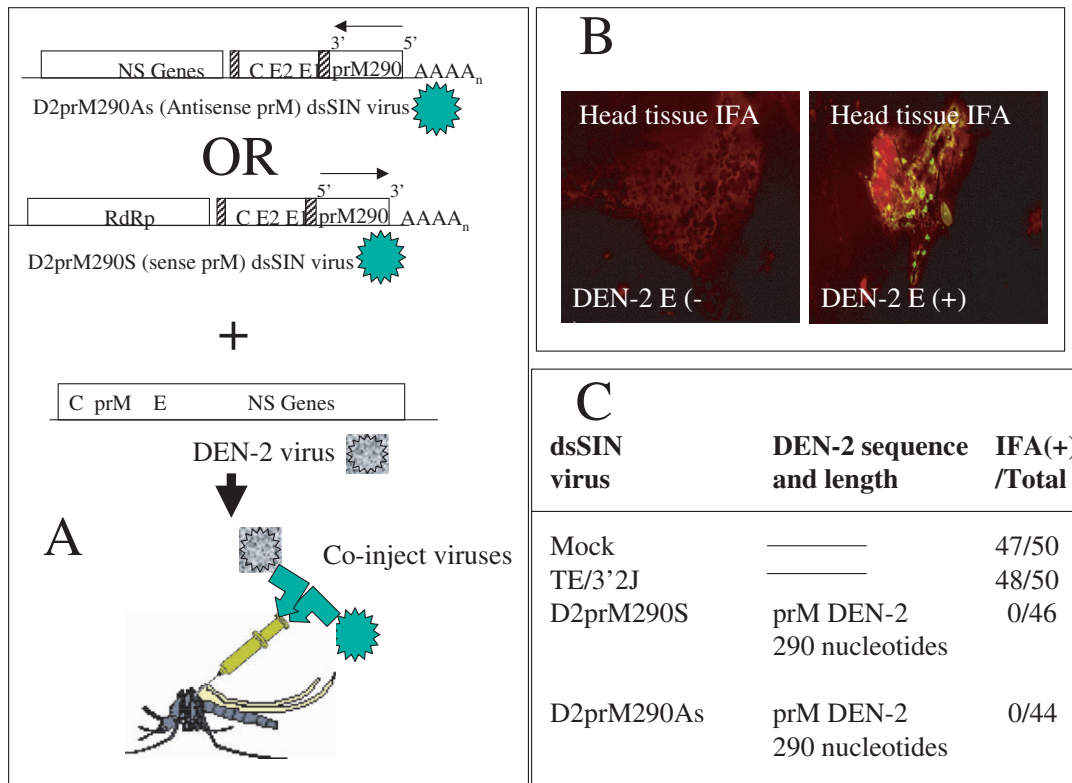 3' 5'
NS Genes C E2 E1 prM290 AAAAn
D2prM290As (Antisense prM) dsSIN virus
OR
5' 3'
RdRp C E2 E1 prM290 AAAAn
D2prM290S (sense prM) dsSIN virus
+
C prM E NS Genes
DEN-2 virus
A
Co-inject viruses
B
Head tissue IFA Head tissue IFA
DEN-2 E (- DEN-2 E (+)
)
C
dsSIN DEN-2 sequence IFA(+)
virus and length /Total
Mock 47/50
TE/3'2J 48/50
D2prM290S prM DEN-2 0/46
290 nucleotides
D2prM290As prM DEN-2 0/44
290 nucleotides